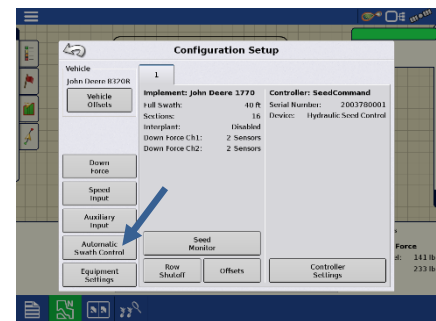 Configuration Setup
Vehicle
John Deere 8320R
Vehicle
Offsets
Down
Force
Speed
Input
Auxiliary
Input
Automatic
Swath Control
Equipment
Settings
1
Implement: John Deere 1770
Full Swath: 40 ft
Sections: 16
Interplant: Disabled
Down Force Ch1: 2 Sensors
Down Force Ch2: 2 Sensors
Seed
Monitor
Row
Shutoff
Offsets
Controller: SeedCommand
Serial Number: 2003780001
Device: Hydraulic Seed Control
Controller
Settings
Force
141 lb
233 lb
N